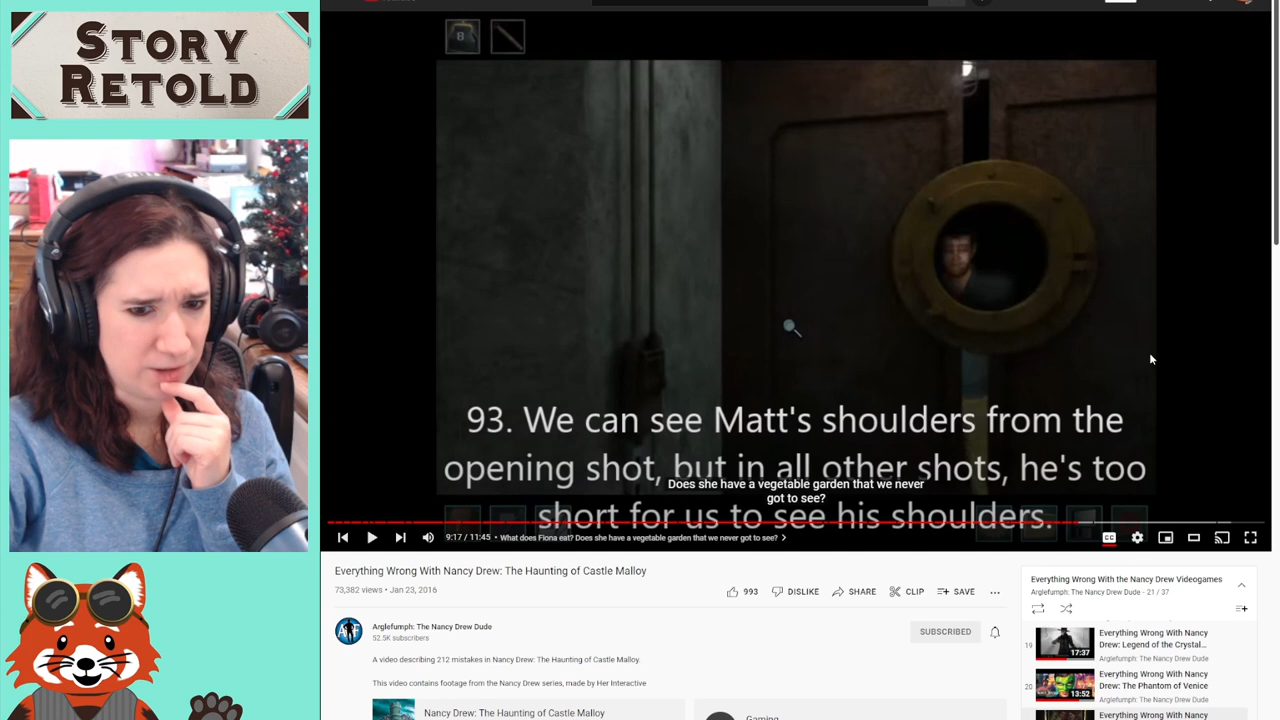 STORY
RETOLD
8
93. We can see Matt's shoulders from the
opening shot, but in all other shots, he's too
short for us to see his shoulders.
Does she have a vegetable garden that we never
got to see?
9:17 / 11:45 • What does Fiona eat? Does she have a vegetable garden that we never got to see?
CC
Everything Wrong With Nancy Drew: The Haunting of Castle Malloy
73,382 views • Jan 23, 2016
993
DISLIKE
SHARE
CLIP
SAVE
Arglefumph: The Nancy Drew Dude
52.5K subscribers
SUBSCRIBED
A video describing 212 mistakes in Nancy Drew: The Haunting of Castle Malloy.
This video contains footage from the Nancy Drew series, made by Her Interactive
Nancy Drew: The Haunting of Castle Malloy
Gaming
Everything Wrong With the Nancy Drew Videogames
Arglefumph: The Nancy Drew Dude - 21 / 37
19
17:37
Everything Wrong With Nancy
Drew: Legend of the Crystal...
Arglefumph: The Nancy Drew Dude
20
13:52
Everything Wrong With Nancy
Drew: The Phantom of Venice
Arglefumph: The Nancy Drew Dude
Everything Wrong With Nancy